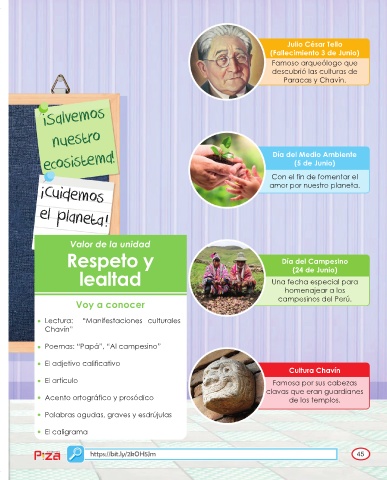 Julio César Tello
(Fallecimiento 3 de Junio)
Famoso arqueólogo que
descubrió las culturas de
Paracas y Chavín.
¡Salvemos
nuestro
ecosistema!
¡Cuidemos
el planeta!
Día del Medio Ambiente
(5 de Junio)
Con el fin de fomentar el
amor por nuestro planeta.
Valor de la unidad
Respeto y
lealtad
Voy a conocer
• Lectura: “Manifestaciones culturales
Chavín”
• Poemas: “Papá”, “Al campesino”
• El adjetivo calificativo
• El artículo
• Acento ortográfico y prosódico
• Palabras agudas, graves y esdrújulas
• El caligrama
Día del Campesino
(24 de Junio)
Una fecha especial para
homenajear a los
campesinos del Perú.
Cultura Chavín
Famosa por sus cabezas
clavas que eran guardianes
de los templos.
https://bit.ly/2kOH5Jm
45